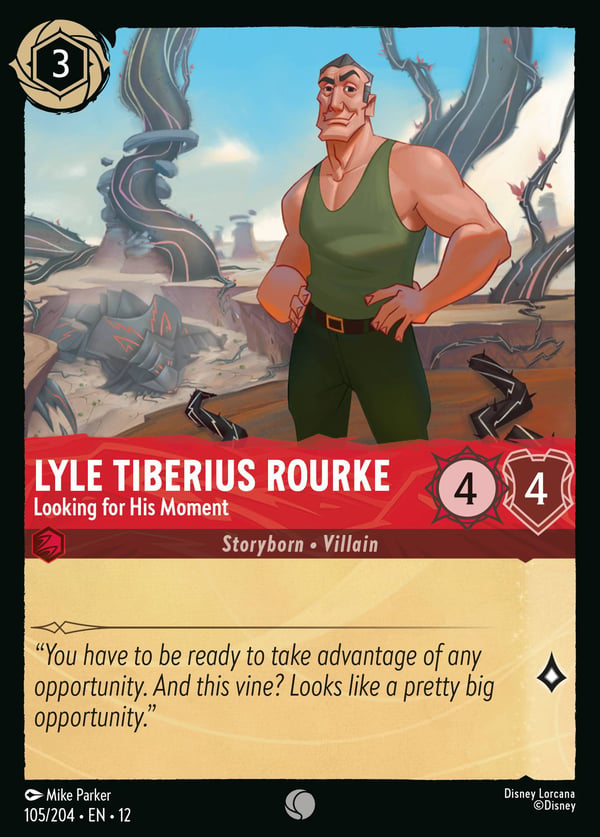 3
LYLE TIBERIUS ROURKE
Looking for His Moment
4
4
Storyborn • Villain
“You have to be ready to take advantage of any
opportunity. And this vine? Looks like a pretty big
opportunity.”
Mike Parker
105/204 • EN • 12
Disney Lorcana
©Disney